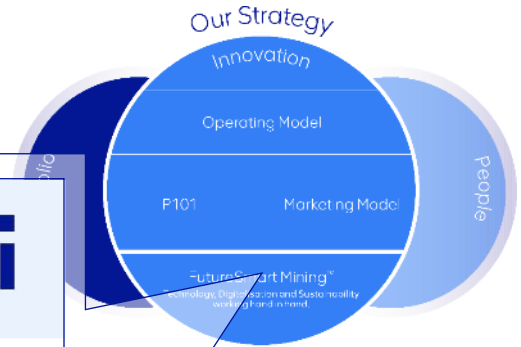 Our Strategy
Innovation
Operating Model
P101 Marketing Model
People
FutureSmart Mining™
Technology, Digitalisation and Sustainability
working hand in hand.